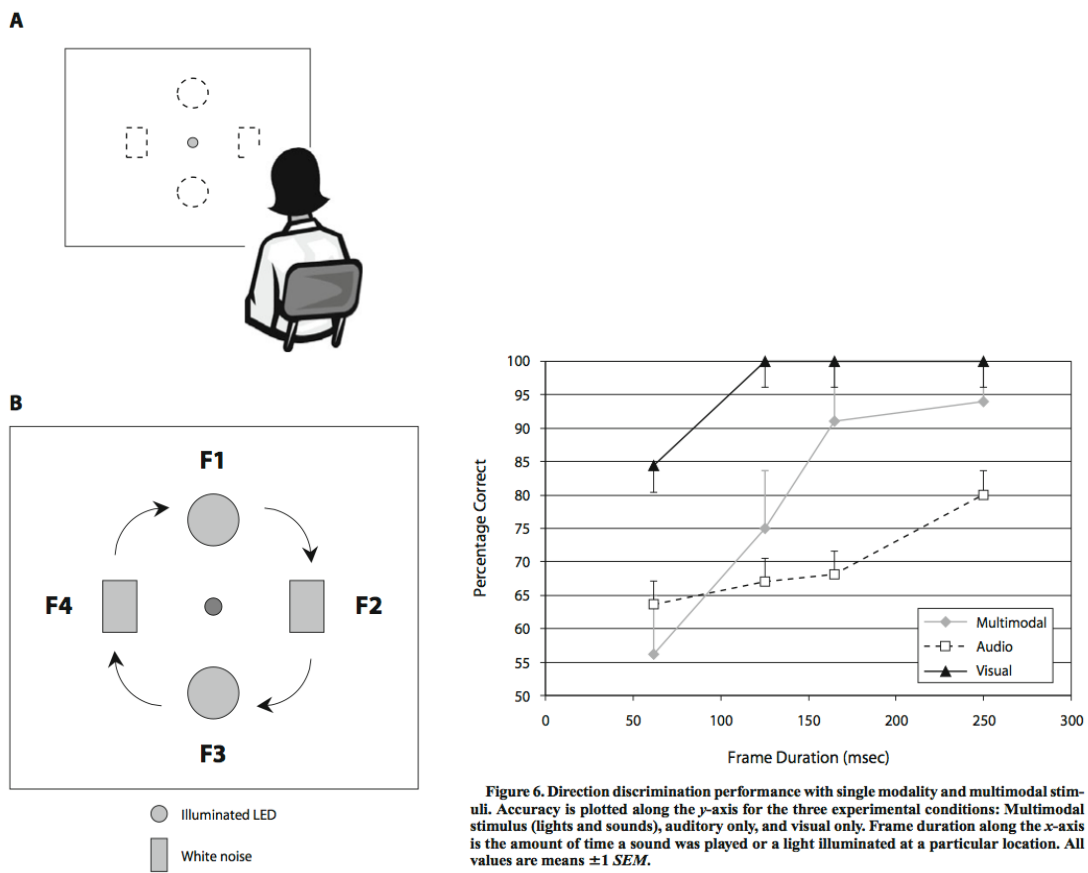 A
B
F1
F4
F2
F3
Illuminated LED
White noise
100
95
90
85
80
75
70
65
60
55
50
Percentage Correct
Multimodal
Audio
Visual
0
50
100
150
200
250
300
Frame Duration (msec)
Figure 6. Direction discrimination performance with single modality and multimodal stim-
uli. Accuracy is plotted along the y-axis for the three experimental conditions: Multimodal
stimulus (lights and sounds), auditory only, and visual only. Frame duration along the x-axis
is the amount of time a sound was played or a light illuminated at a particular location. All
values are means ±1 SEM.